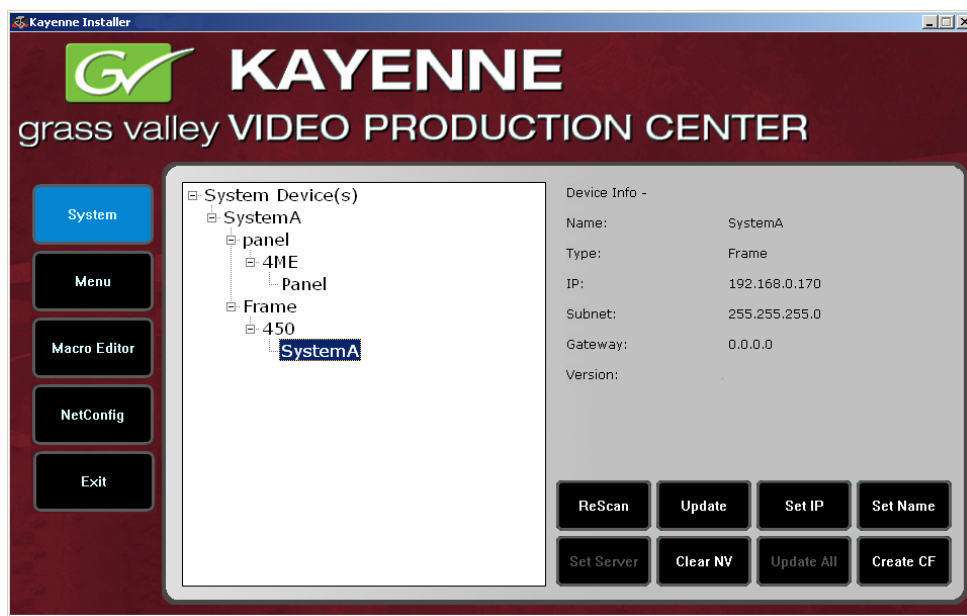 Kayenne Installer
GV KAYENNE
grass valley VIDEO PRODUCTION CENTER
System
Menu
Macro Editor
NetConfig
Exit
System Device(s)
SystemA
panel
4ME
Panel
Frame
450
SystemA
Device Info -
Name: SystemA
Type: Frame
IP: 192.168.0.170
Subnet: 255.255.255.0
Gateway: 0.0.0.0
Version:
ReScan Update Set IP Set Name
Set Server Clear NV Update All Create CF